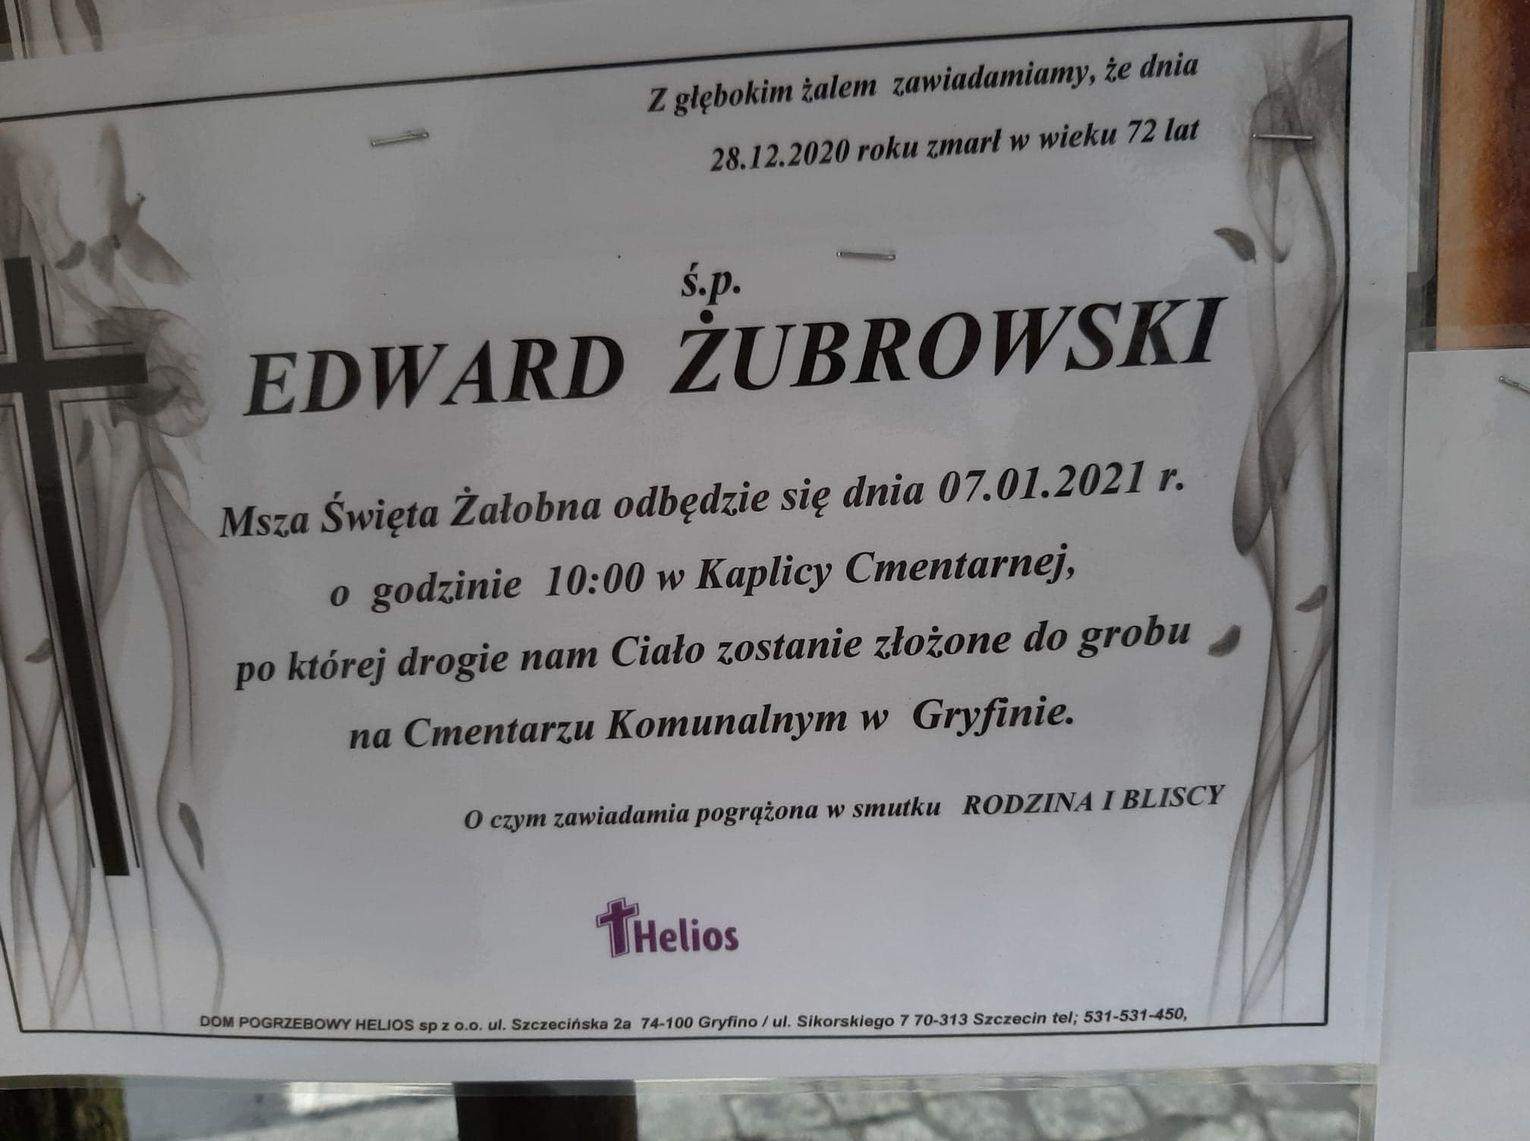 Z głębokim żalem zawiadamiamy, że dnia
28.12.2020 roku zmarł w wieku 72 lat
ś.p.
EDWARD ŻUBROWSKI
Msza Święta Żałobna odbędzie się dnia 07.01.2021 r.
o godzinie 10:00 w Kaplicy Cmentarnej,
po której drogie nam Ciało zostanie złożone do grobu
na Cmentarzu Komunalnym w Gryfinie.
O czym zawiadamia pogrążona w smutku RODZINA I BLISCY
Helios
DOM POGRZEBOWY HELIOS sp z o.o. ul. Szczecińska 2a 74-100 Gryfino / ul. Sikorskiego 7 70-313 Szczecin tel; 531-531-450,